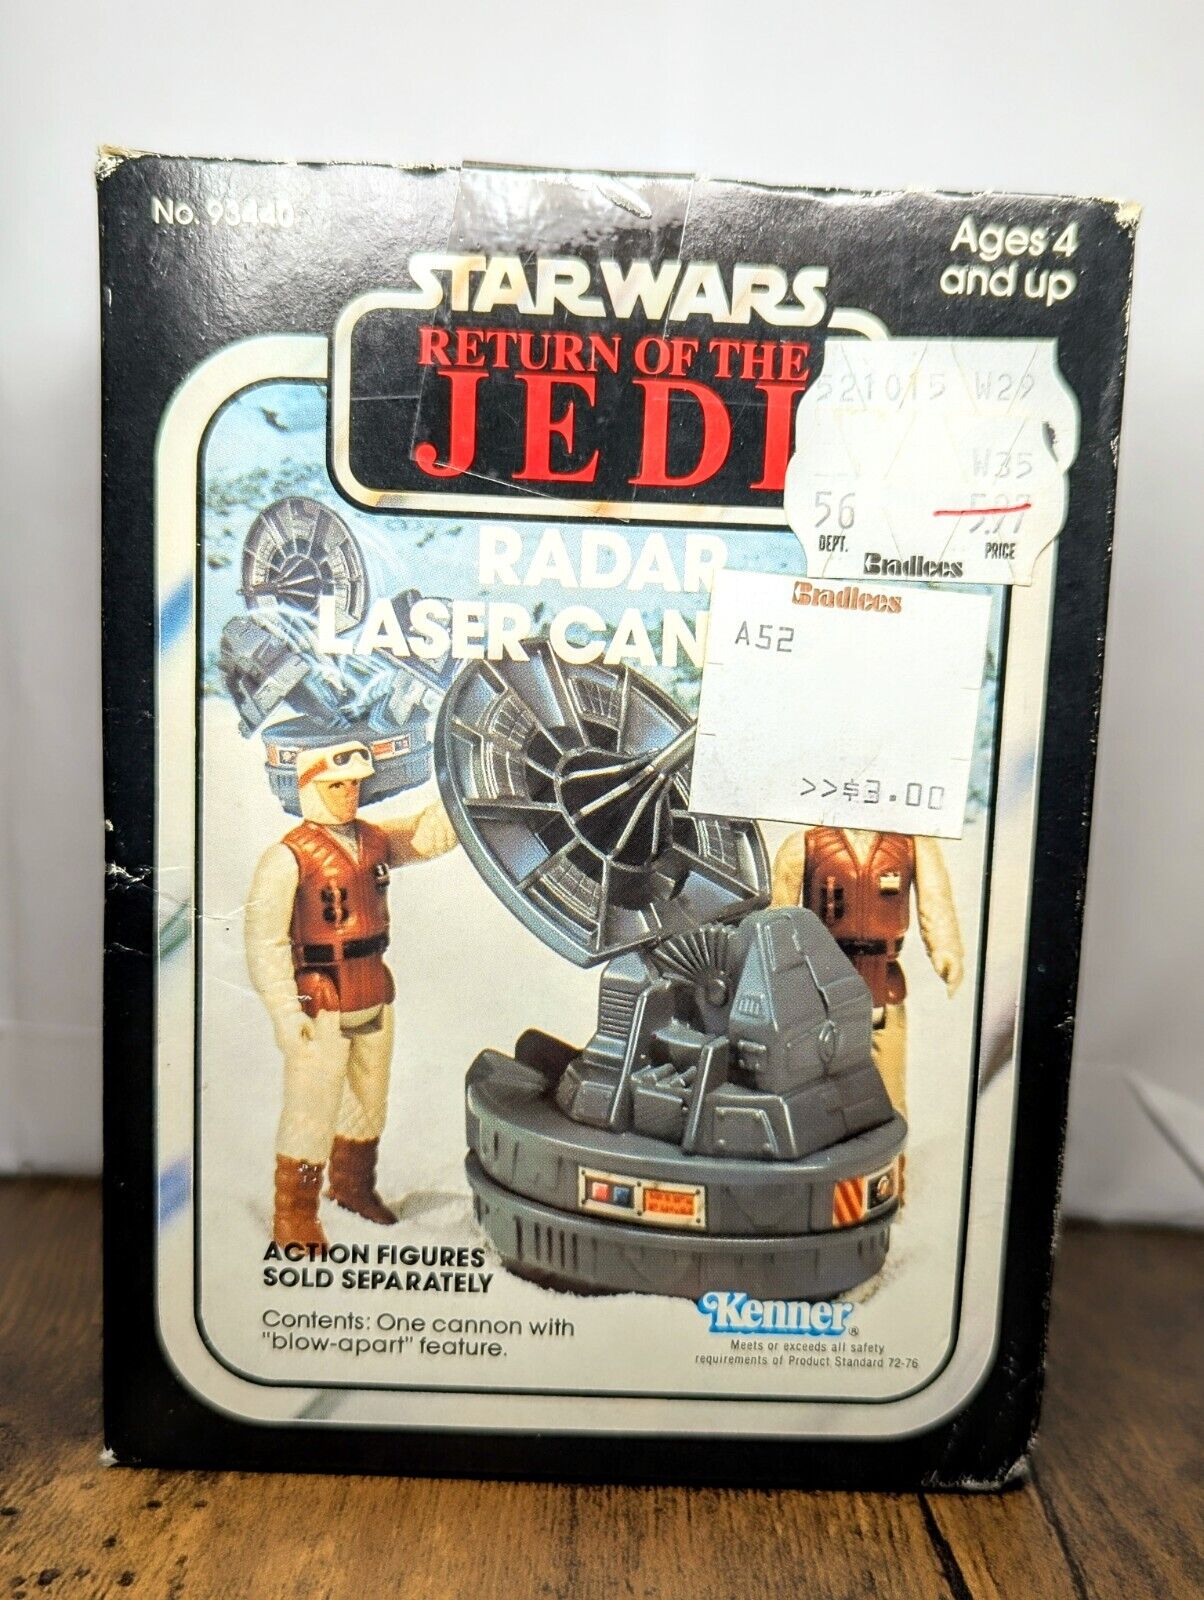 No. 93440
Ages 4
and up
STAR WARS
RETURN OF THE
JEDI
521015 W29
W35
56 5.97
DEPT. PRICE
Bradlees
RADAR
LASER CAN
Bradlees
A52
>>$3.00
ACTION FIGURES
SOLD SEPARATELY
Contents: One cannon with
"blow-apart" feature.
Kenner®
Meets or exceeds all safety
requirements of Product Standard 72-76